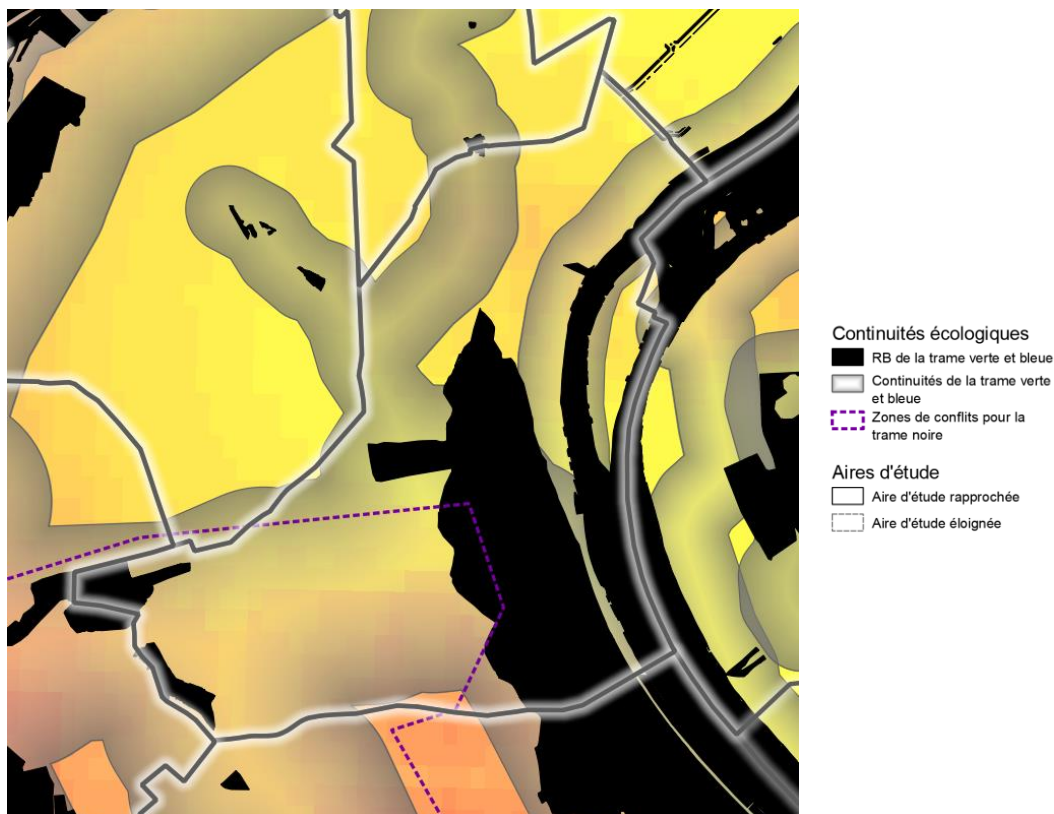 Continuités écologiques
RB de la trame verte et bleue
Continuités de la trame verte
et bleue
Zones de conflits pour la
trame noire
Aires d'étude
Aire d'étude rapprochée
Aire d'étude éloignée